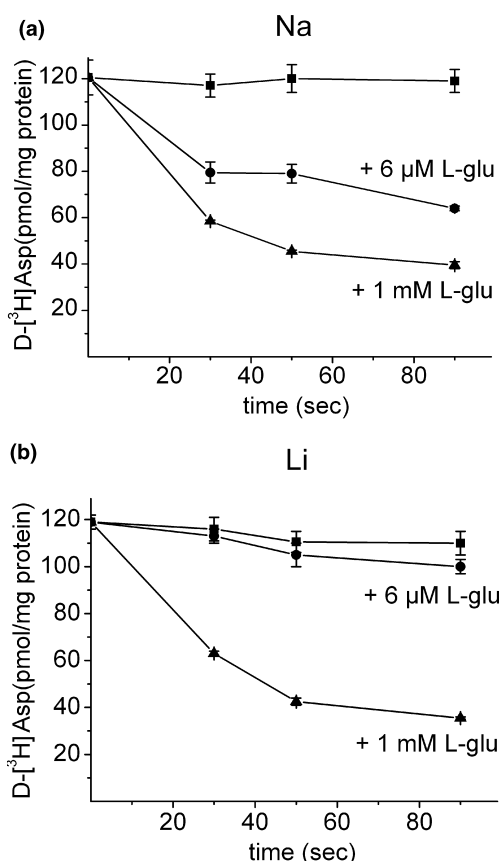 (a)
Na
D-[³H]Asp(pmol/mg protein)
120
100
80
60
40
20
+ 6 µM L-glu
+ 1 mM L-glu
20 40 60 80
time (sec)
(b)
Li
D-[³H]Asp(pmol/mg protein)
120
100
80
60
40
20
+ 6 µM L-glu
+ 1 mM L-glu
20 40 60 80
time (sec)